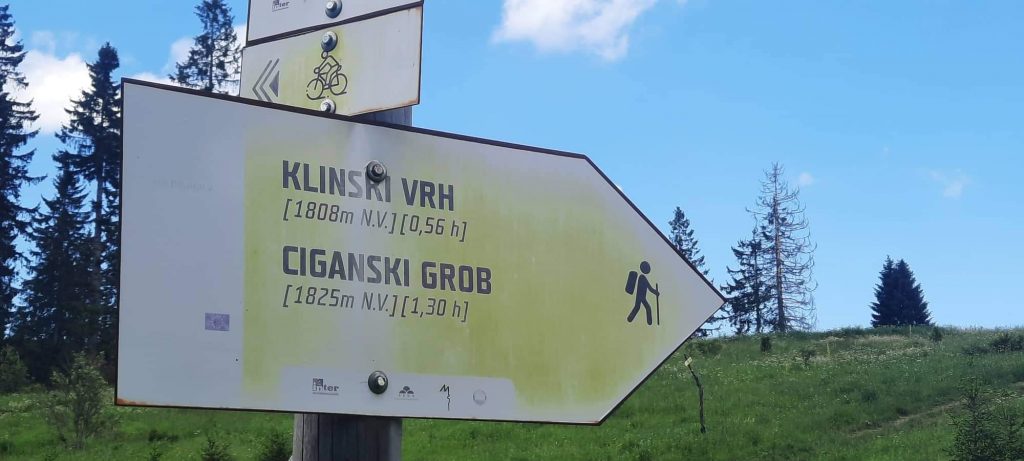 KLINSKI VRH
[1808m N.V.] [0,56 h]
CIGANSKI GROB
[1825m N.V.] [1,30 h]